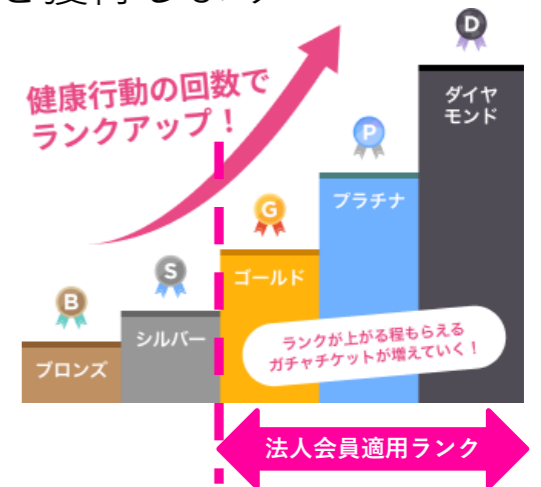 健康行動の回数で
ランクアップ！
D
ダイヤ
モンド
P
プラチナ
G
ゴールド
S
シルバー
B
ブロンズ
ランクが上がる程もらえる
ガチャチケットが増えていく！
法人会員適用ランク